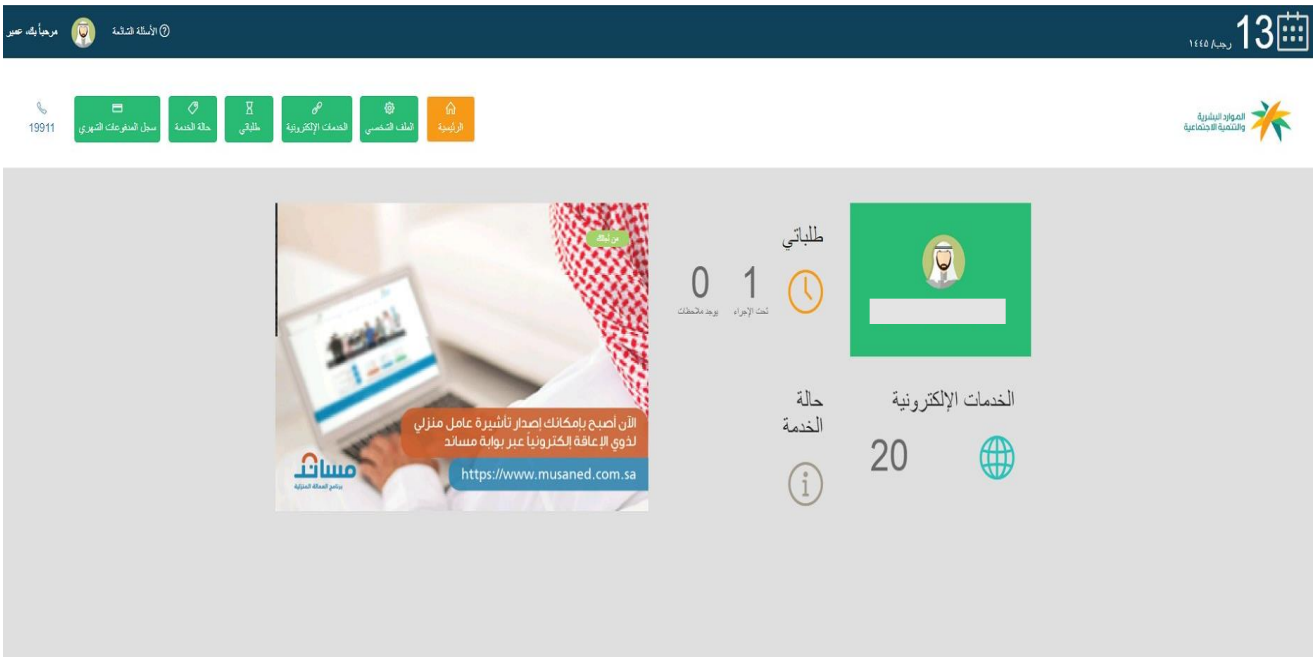 13
رجب/ ١٤٤٥
الأسئلة الشائعة
مرحباً بك، عمير
الموارد البشرية
والتنمية الاجتماعية
الرئيسية
الملف الشخصي
الخدمات الإلكترونية
طلباتي
حالة الخدمة
سجل المدفوعات الشهري
19911
طلباتي
1
تحت الإجراء
0
يوجد ملاحظات
الخدمات الإلكترونية
20
حالة
الخدمة
الآن أصبح بإمكانك إصدار تأشيرة عامل منزلي
لذوي الإعاقة إلكترونياً عبر بوابة مساند
https://www.musaned.com.sa
مساند
برنامج العمالة المنزلية